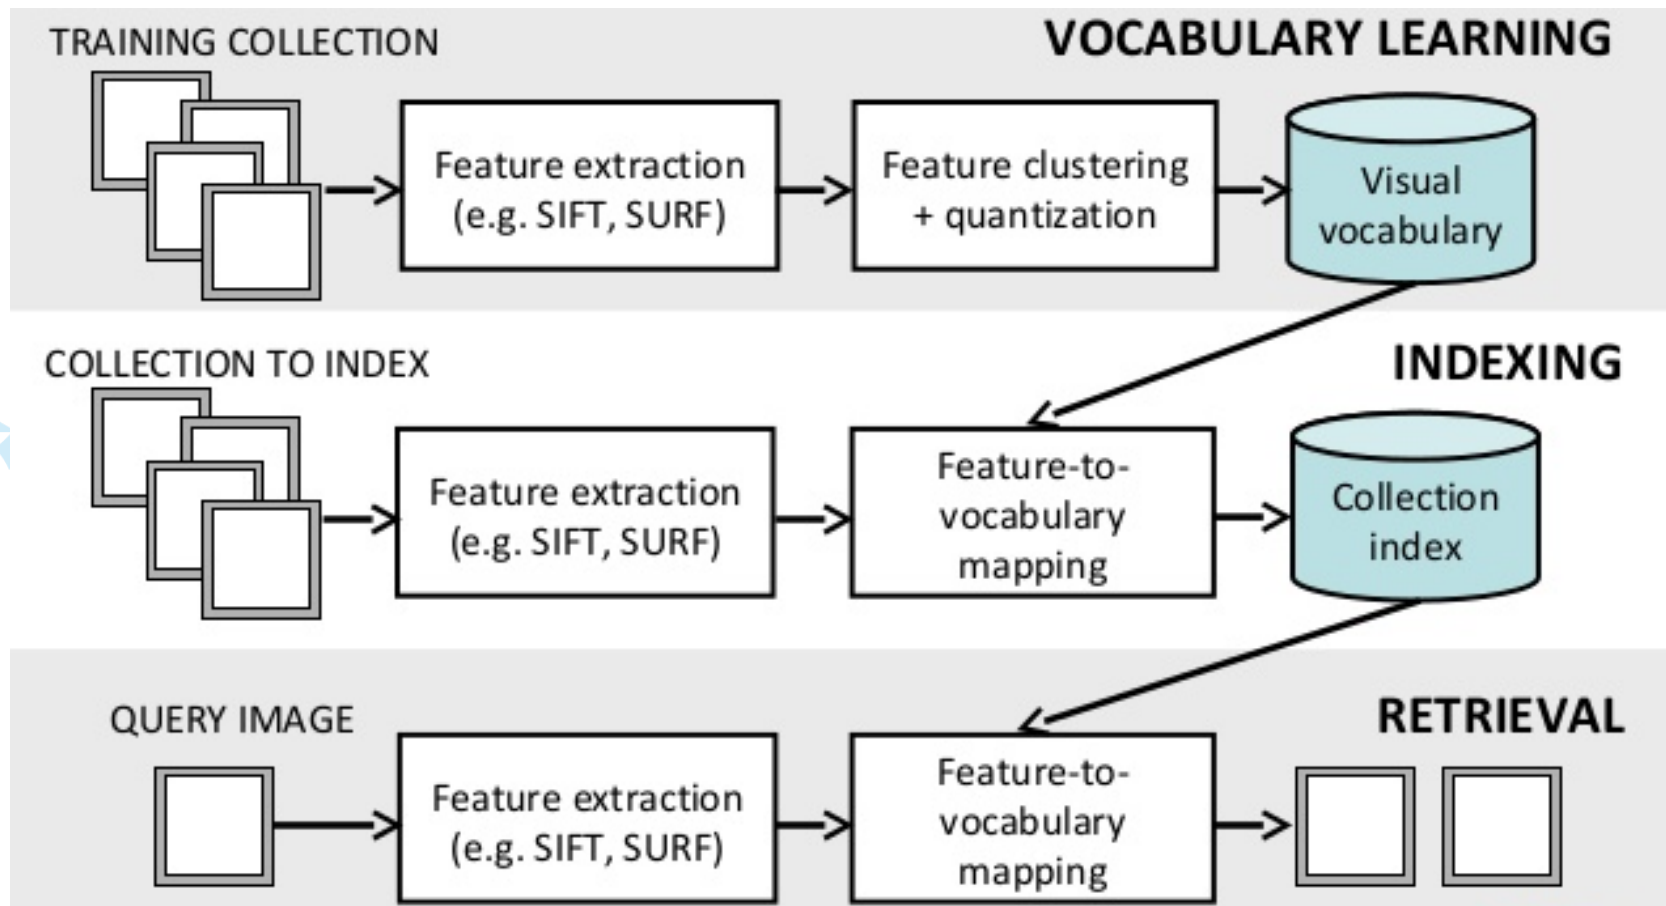 TRAINING COLLECTION
VOCABULARY LEARNING
Feature extraction
(e.g. SIFT, SURF)
Feature clustering
+ quantization
Visual
vocabulary
COLLECTION TO INDEX
INDEXING
Feature extraction
(e.g. SIFT, SURF)
Feature-to-
vocabulary
mapping
Collection
index
QUERY IMAGE
RETRIEVAL
Feature extraction
(e.g. SIFT, SURF)
Feature-to-
vocabulary
mapping